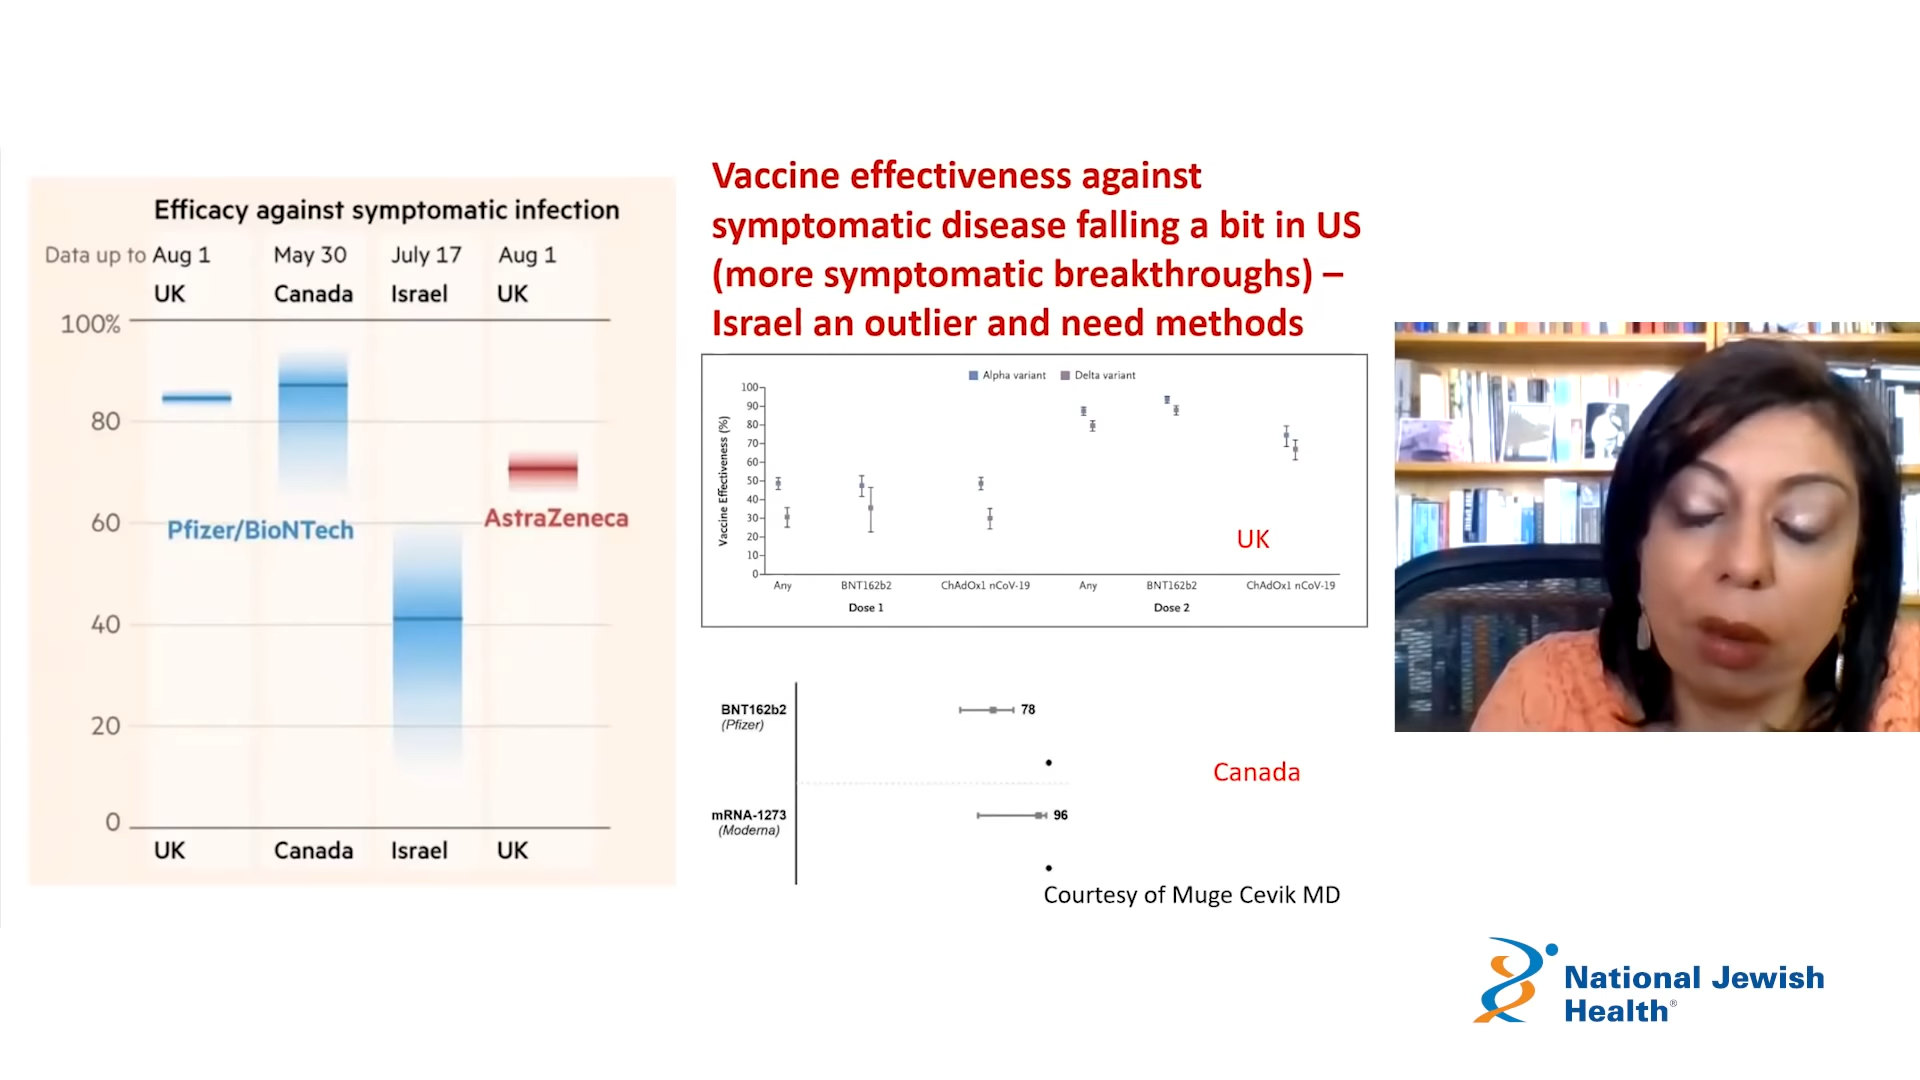 Efficacy against symptomatic infection
Data up to Aug 1 May 30 July 17 Aug 1
UK Canada Israel UK
100%
80
60
40
20
0
Pfizer/BioNTech
AstraZeneca
UK Canada Israel UK
Vaccine effectiveness against
symptomatic disease falling a bit in US
(more symptomatic breakthroughs) –
Israel an outlier and need methods
Alpha variant Delta variant
Vaccine Effectiveness (%)
100
90
80
70
60
50
40
30
20
10
0
Any BNT162b2 ChAdOx1 nCoV-19 Any BNT162b2 ChAdOx1 nCoV-19
Dose 1 Dose 2
UK
BNT162b2 78
(Pfizer)
Canada
mRNA-1273 96
(Moderna)
Courtesy of Muge Cevik MD
National Jewish
Health®